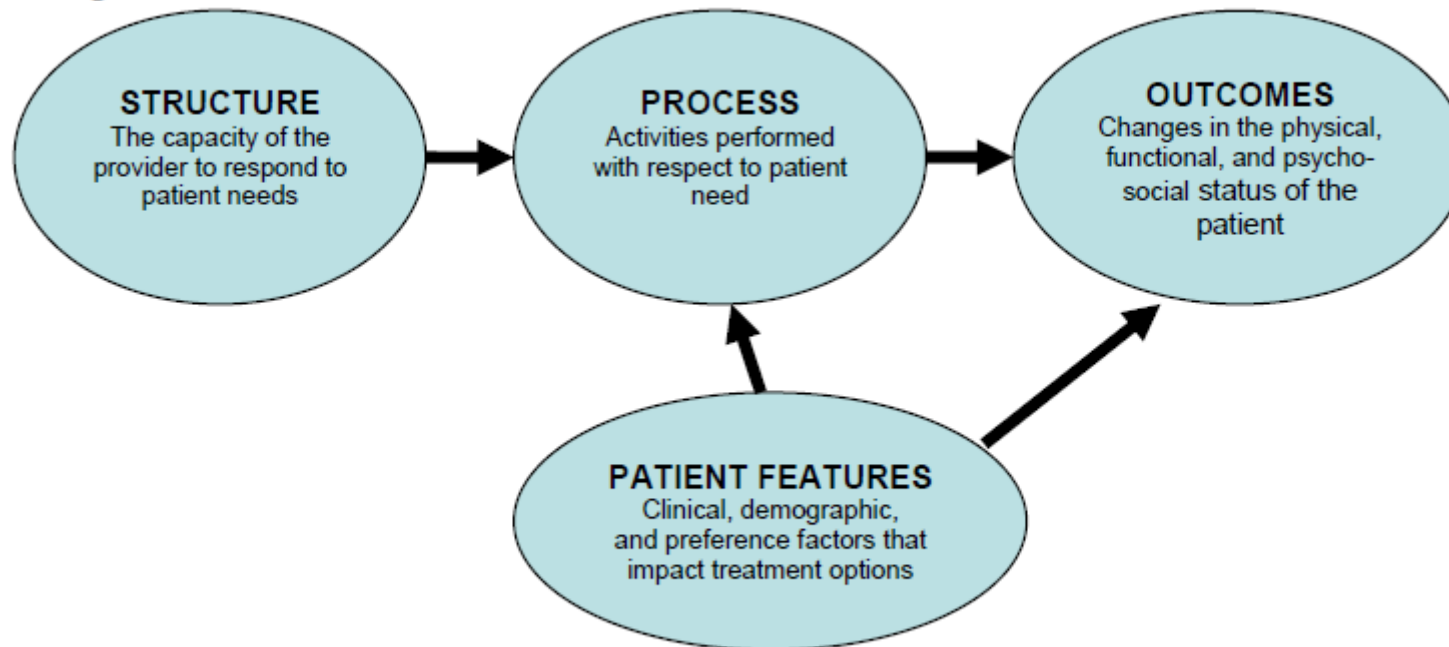 STRUCTURE
The capacity of the
provider to respond to
patient needs
PROCESS
Activities performed
with respect to patient
need
OUTCOMES
Changes in the physical,
functional, and psycho-
social status of the
patient
PATIENT FEATURES
Clinical, demographic,
and preference factors that
impact treatment options